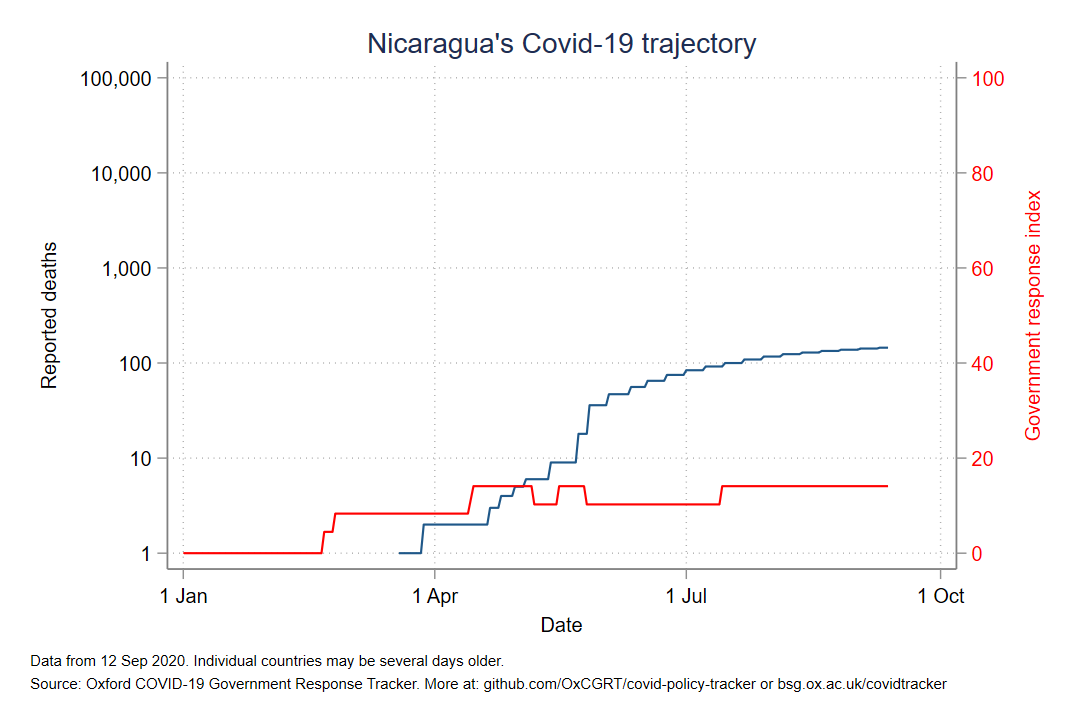 Nicaragua's Covid-19 trajectory
100,000
10,000
1,000
100
10
1
Reported deaths
100
80
60
40
20
0
Government response index
1 Jan
1 Apr
1 Jul
1 Oct
Date
Data from 12 Sep 2020. Individual countries may be several days older.
Source: Oxford COVID-19 Government Response Tracker. More at: github.com/OxCGRT/covid-policy-tracker or bsg.ox.ac.uk/covidtracker